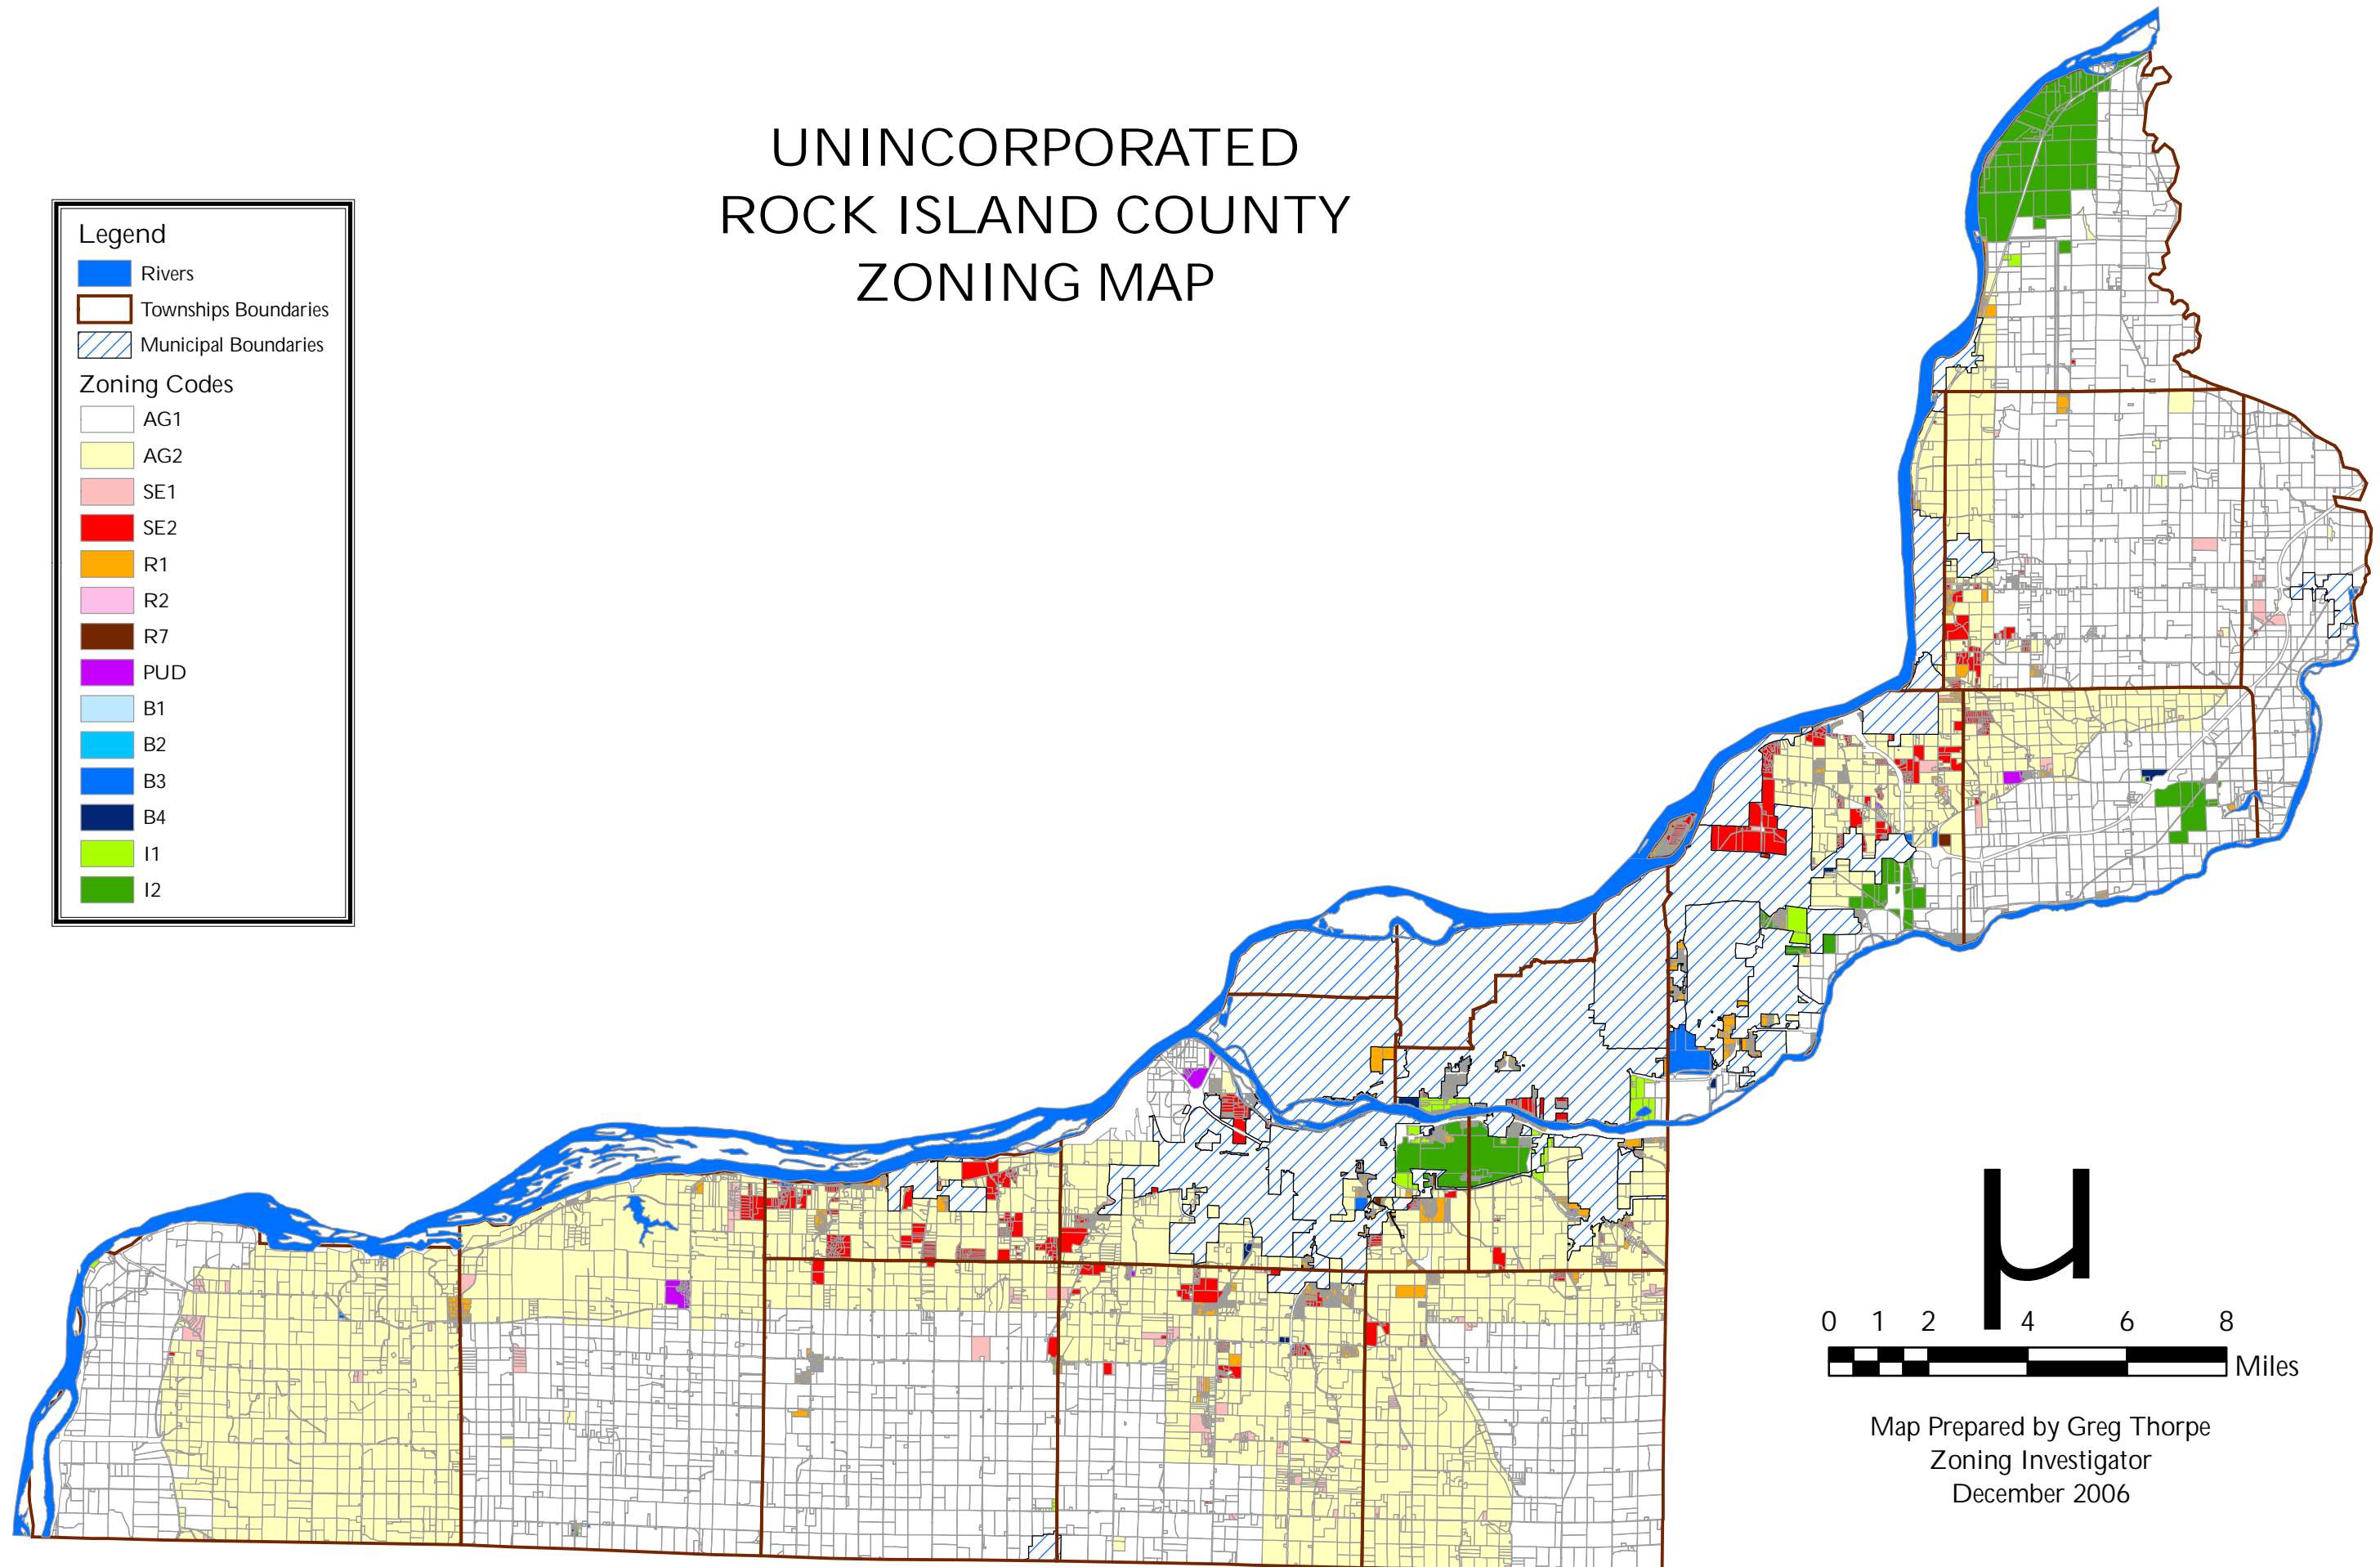 UNINCORPORATED
ROCK ISLAND COUNTY
ZONING MAP
Legend
Rivers
Townships Boundaries
Municipal Boundaries
Zoning Codes
AG1
AG2
SE1
SE2
R1
R2
R7
PUD
B1
B2
B3
B4
I1
I2
µ
0 1 2 4 6 8
Miles
Map Prepared by Greg Thorpe
Zoning Investigator
December 2006